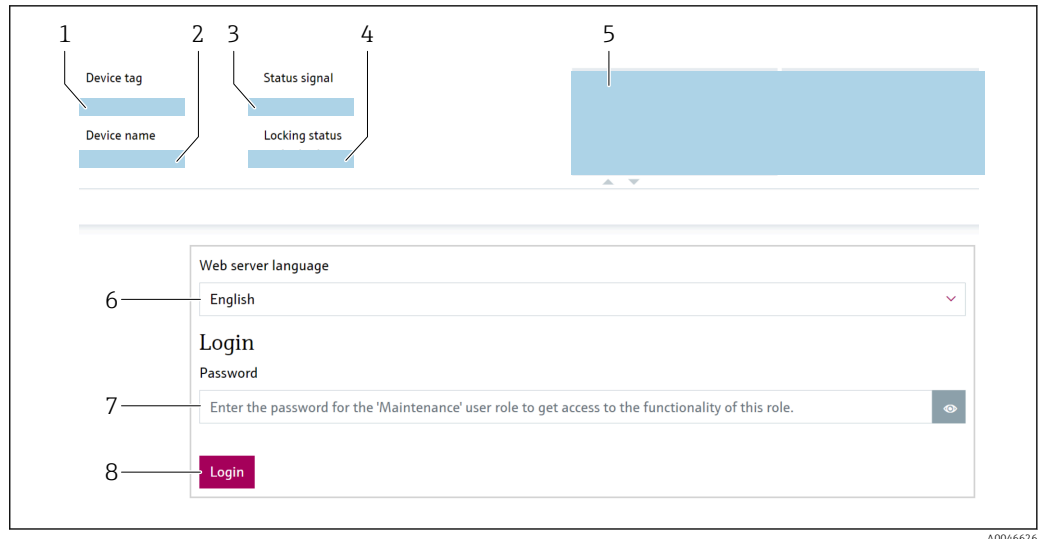 1 2 3 4 5
Device tag Status signal
Device name Locking status
Web server language
6 English
Login
Password
7 Enter the password for the 'Maintenance' user role to get access to the functionality of this role.
8 Login
A0046626